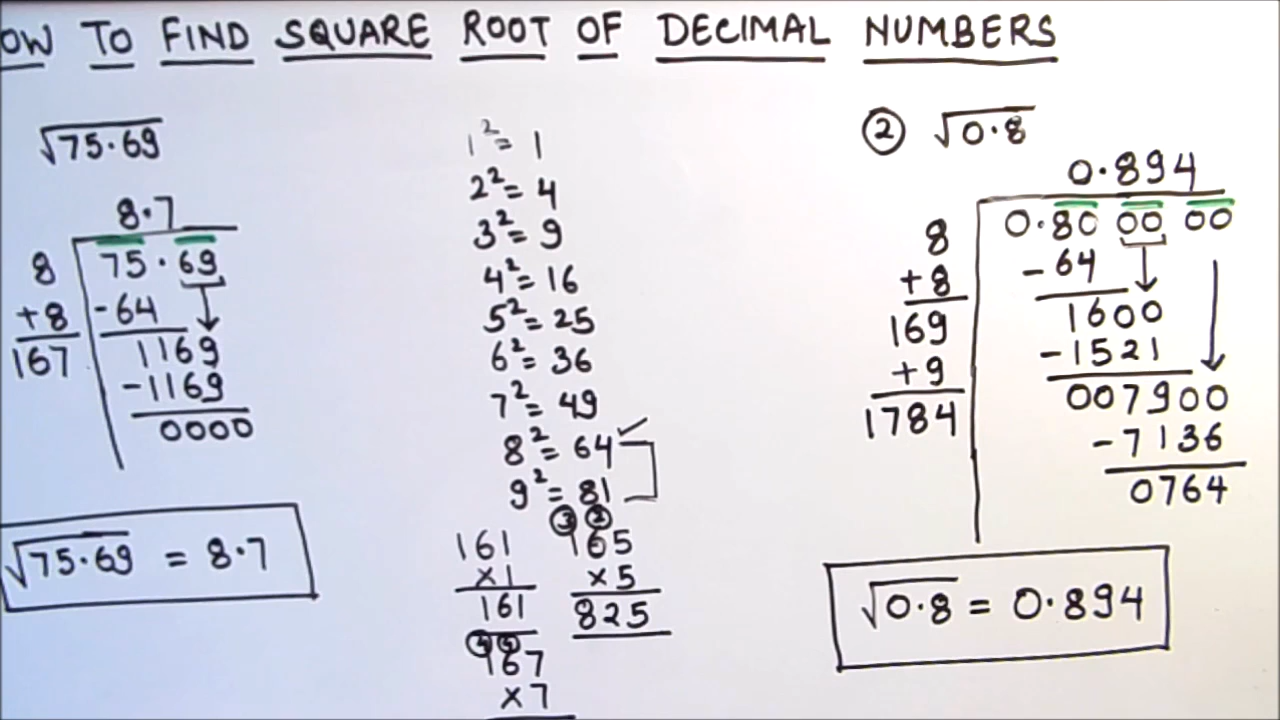 OW TO FIND SQUARE ROOT OF DECIMAL NUMBERS
√75.69
8.7
8
75.69
+8
-64
167
1169
-1169
0000
√75.69 = 8.7
1² = 1
2² = 4
3² = 9
4² = 16
5² = 25
6² = 36
7² = 49
8² = 64 ✓
9² = 81
161
×1
161
3 2
165
×5
825
167
×7
2 √0.8
0.894
8
0.80 00 00
+8
-64
169
1600
+9
-1521
1784
007900
-7136
0764
√0.8 = 0.894